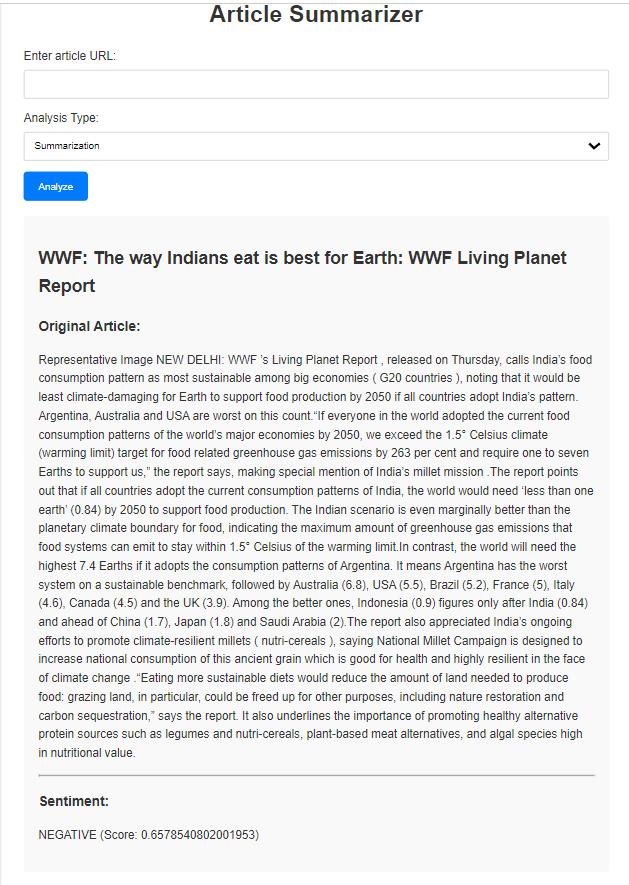 Article Summarizer
Enter article URL:
Analysis Type:
Summarization
Analyze
WWF: The way Indians eat is best for Earth: WWF Living Planet
Report
Original Article:
Representative Image NEW DELHI: WWF 's Living Planet Report , released on Thursday, calls India's food
consumption pattern as most sustainable among big economies ( G20 countries ), noting that it would be
least climate-damaging for Earth to support food production by 2050 if all countries adopt India's pattern.
Argentina, Australia and USA are worst on this count.“If everyone in the world adopted the current food
consumption patterns of the world's major economies by 2050, we exceed the 1.5° Celsius climate
(warming limit) target for food related greenhouse gas emissions by 263 per cent and require one to seven
Earths to support us,” the report says, making special mention of India's millet mission .The report points
out that if all countries adopt the current consumption patterns of India, the world would need ‘less than one
earth’ (0.84) by 2050 to support food production. The Indian scenario is even marginally better than the
planetary climate boundary for food, indicating the maximum amount of greenhouse gas emissions that
food systems can emit to stay within 1.5° Celsius of the warming limit.In contrast, the world will need the
highest 7.4 Earths if it adopts the consumption patterns of Argentina. It means Argentina has the worst
system on a sustainable benchmark, followed by Australia (6.8), USA (5.5), Brazil (5.2), France (5), Italy
(4.6), Canada (4.5) and the UK (3.9). Among the better ones, Indonesia (0.9) figures only after India (0.84)
and ahead of China (1.7), Japan (1.8) and Saudi Arabia (2).The report also appreciated India's ongoing
efforts to promote climate-resilient millets ( nutri-cereals ), saying National Millet Campaign is designed to
increase national consumption of this ancient grain which is good for health and highly resilient in the face
of climate change .“Eating more sustainable diets would reduce the amount of land needed to produce
food: grazing land, in particular, could be freed up for other purposes, including nature restoration and
carbon sequestration,” says the report. It also underlines the importance of promoting healthy alternative
protein sources such as legumes and nutri-cereals, plant-based meat alternatives, and algal species high
in nutritional value.
Sentiment:
NEGATIVE (Score: 0.6578540802001953)